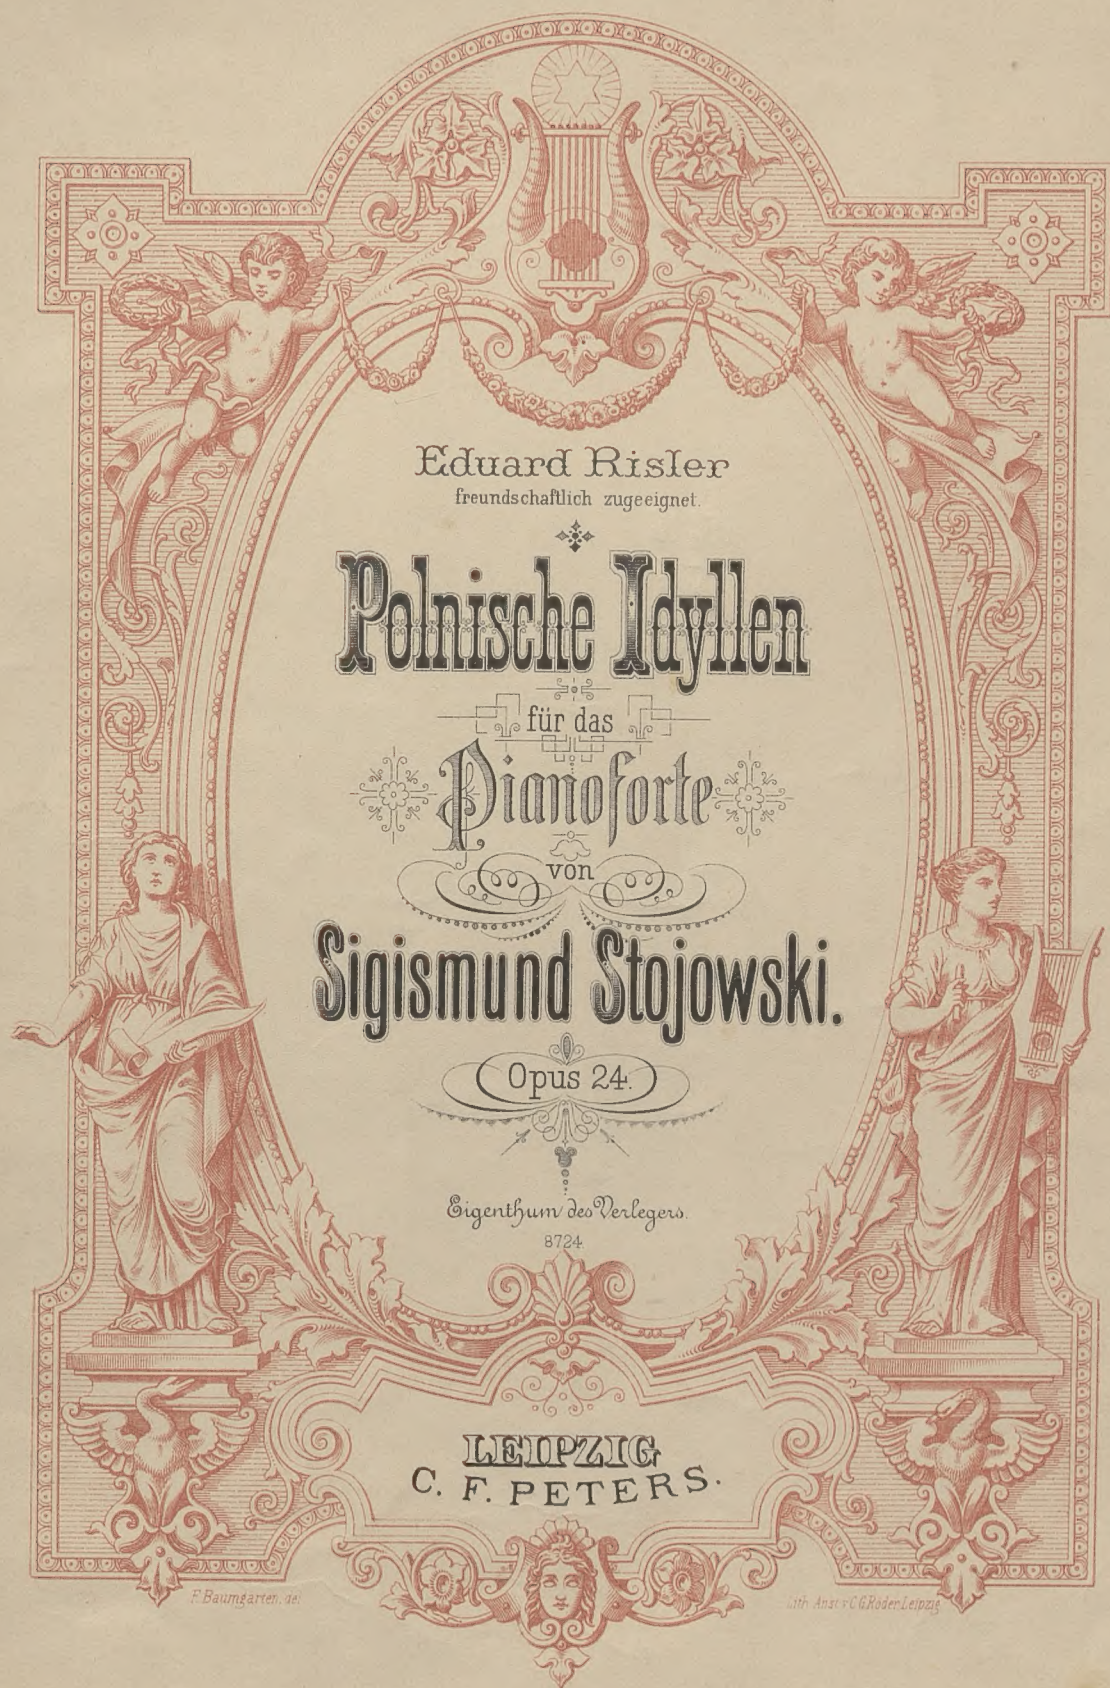 Eduard Risler
freundschaftlich zugeeignet.
Polnische Idyllen
für das
Pianoforte
von
Sigismund Stojowski.
Opus 24.
Eigenthum des Verlegers.
8724.
LEIPZIG
C. F. PETERS.
F. Baumgarten. del
Lith. Anst. v. C. G. Röder, Leipzig.